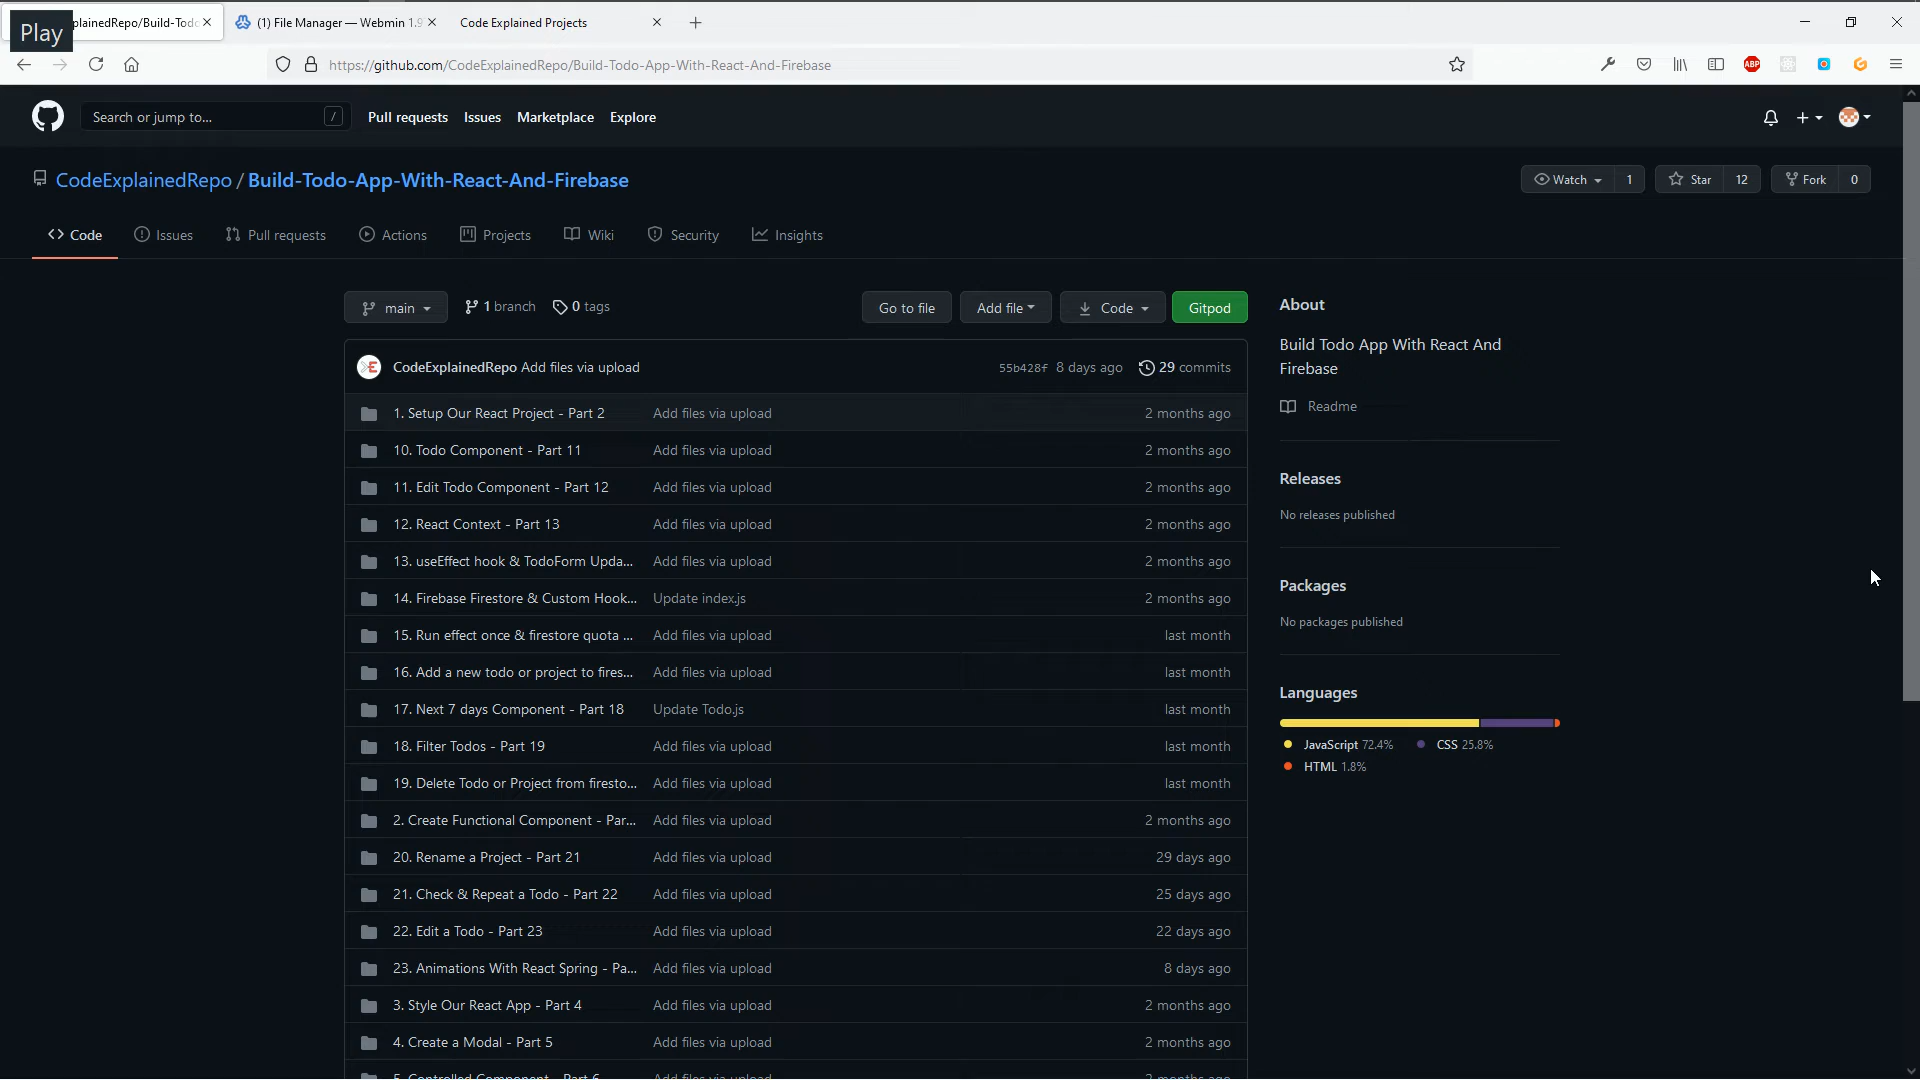 Play
plainedRepo/Build-Tod
(1) File Manager — Webmin 1.9
Code Explained Projects
https://github.com/CodeExplainedRepo/Build-Todo-App-With-React-And-Firebase
ABP
Search or jump to...
/
Pull requests
Issues
Marketplace
Explore
CodeExplainedRepo / Build-Todo-App-With-React-And-Firebase
Watch 1
Star 12
Fork 0
Code
Issues
Pull requests
Actions
Projects
Wiki
Security
Insights
main
1 branch
0 tags
Go to file
Add file
Code
Gitpod
CodeExplainedRepo Add files via upload 55b428f 8 days ago 29 commits
1. Setup Our React Project - Part 2 Add files via upload 2 months ago
10. Todo Component - Part 11 Add files via upload 2 months ago
11. Edit Todo Component - Part 12 Add files via upload 2 months ago
12. React Context - Part 13 Add files via upload 2 months ago
13. useEffect hook & TodoForm Upda... Add files via upload 2 months ago
14. Firebase Firestore & Custom Hook... Update index.js 2 months ago
15. Run effect once & firestore quota ... Add files via upload last month
16. Add a new todo or project to fires... Add files via upload last month
17. Next 7 days Component - Part 18 Update Todo.js last month
18. Filter Todos - Part 19 Add files via upload last month
19. Delete Todo or Project from firesto... Add files via upload last month
2. Create Functional Component - Par... Add files via upload 2 months ago
20. Rename a Project - Part 21 Add files via upload 29 days ago
21. Check & Repeat a Todo - Part 22 Add files via upload 25 days ago
22. Edit a Todo - Part 23 Add files via upload 22 days ago
23. Animations With React Spring - Pa... Add files via upload 8 days ago
3. Style Our React App - Part 4 Add files via upload 2 months ago
4. Create a Modal - Part 5 Add files via upload 2 months ago
5. Controlled Component - Part 6 Add files via upload 2 months ago
About
Build Todo App With React And
Firebase
Readme
Releases
No releases published
Packages
No packages published
Languages
JavaScript 72.4%
CSS 25.8%
HTML 1.8%